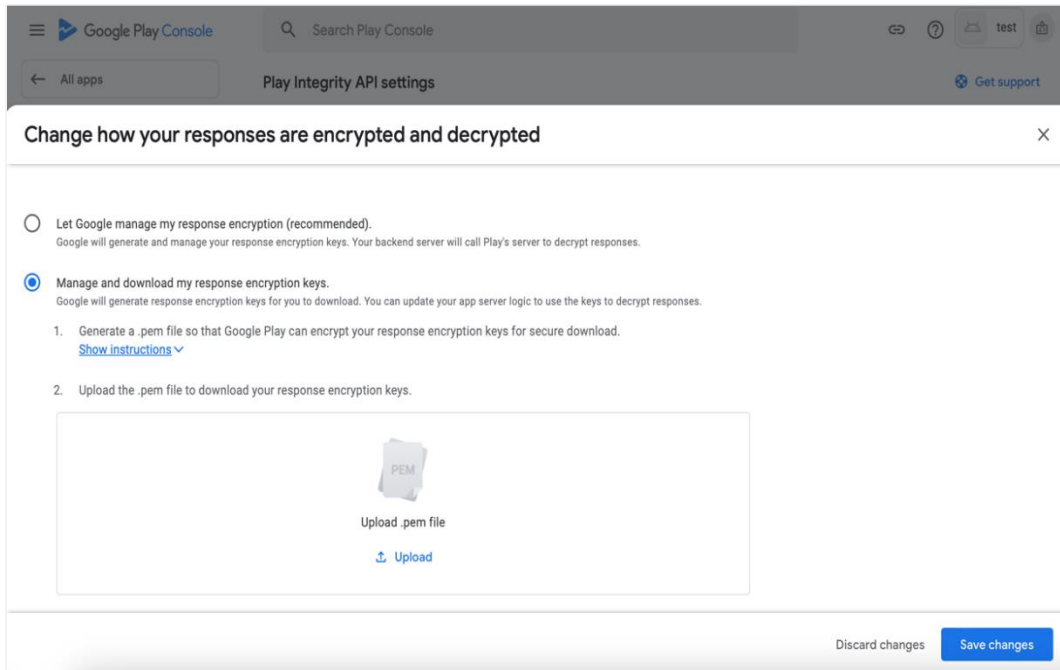 Google Play Console
Search Play Console
test
All apps
Play Integrity API settings
Get support
Change how your responses are encrypted and decrypted
Let Google manage my response encryption (recommended).
Google will generate and manage your response encryption keys. Your backend server will call Play's server to decrypt responses.
Manage and download my response encryption keys.
Google will generate response encryption keys for you to download. You can update your app server logic to use the keys to decrypt responses.
1. Generate a .pem file so that Google Play can encrypt your response encryption keys for secure download.
Show instructions
2. Upload the .pem file to download your response encryption keys.
PEM
Upload .pem file
Upload
Discard changes
Save changes